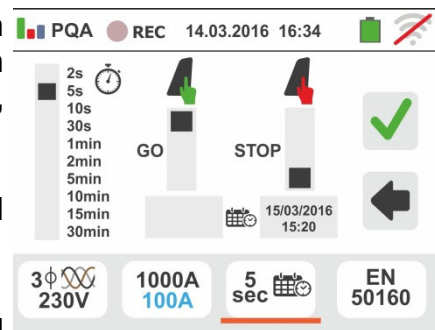 PQA REC 14.03.2016 16:34
2s
5s
10s
30s
1min
2min
5min
10min
15min
30min
GO STOP
15/03/2016
15:20
3ϕ
230V
1000A
100A
5
sec
EN
50160